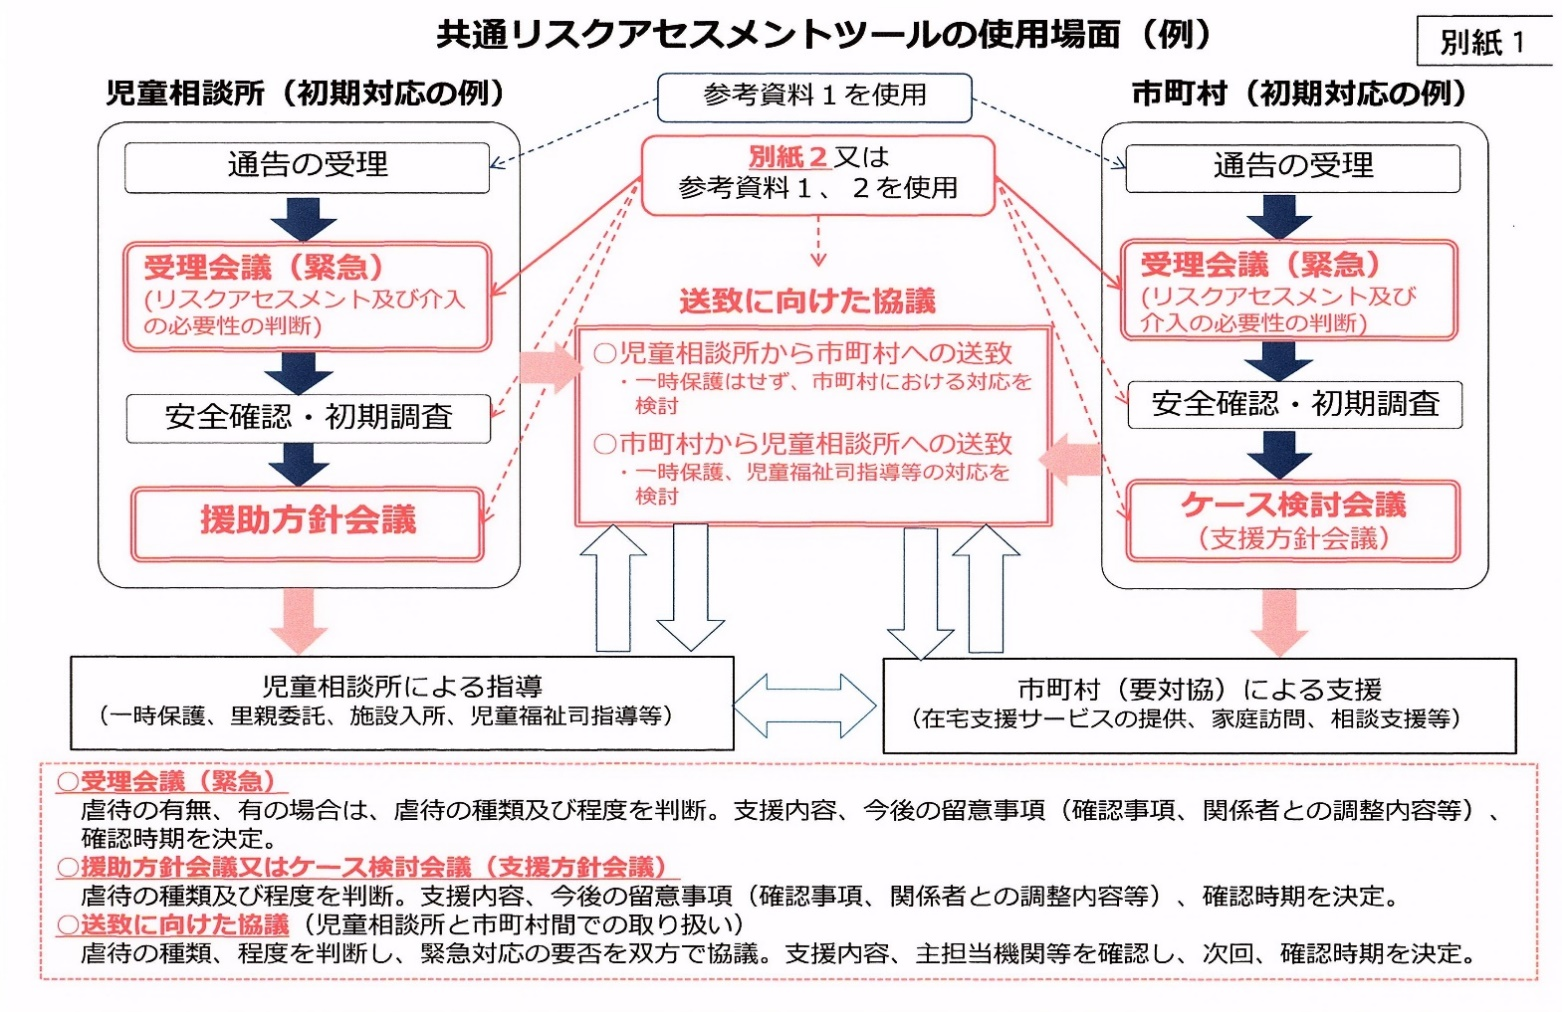 共通リスクアセスメントツールの使用場面（例）
別紙１
児童相談所（初期対応の例）
参考資料１を使用
市町村（初期対応の例）
通告の受理
別紙２又は
参考資料１、２を使用
通告の受理
受理会議（緊急）
(リスクアセスメント及び介入
の必要性の判断)
受理会議（緊急）
(リスクアセスメント及び
介入の必要性の判断)
送致に向けた協議
○児童相談所から市町村への送致
・一時保護はせず、市町村における対応を
検討
○市町村から児童相談所への送致
・一時保護、児童福祉司指導等の対応を
検討
安全確認・初期調査
安全確認・初期調査
援助方針会議
ケース検討会議
（支援方針会議）
児童相談所による指導
（一時保護、里親委託、施設入所、児童福祉司指導等）
市町村（要対協）による支援
（在宅支援サービスの提供、家庭訪問、相談支援等）
○受理会議（緊急）
虐待の有無、有の場合は、虐待の種類及び程度を判断。支援内容、今後の留意事項（確認事項、関係者との調整内容等）、
確認時期を決定。
○援助方針会議又はケース検討会議（支援方針会議）
虐待の種類及び程度を判断。支援内容、今後の留意事項（確認事項、関係者との調整内容等）、確認時期を決定。
○送致に向けた協議（児童相談所と市町村間での取り扱い）
虐待の種類、程度を判断し、緊急対応の要否を双方で協議。支援内容、主担当機関等を確認し、次回、確認時期を決定。